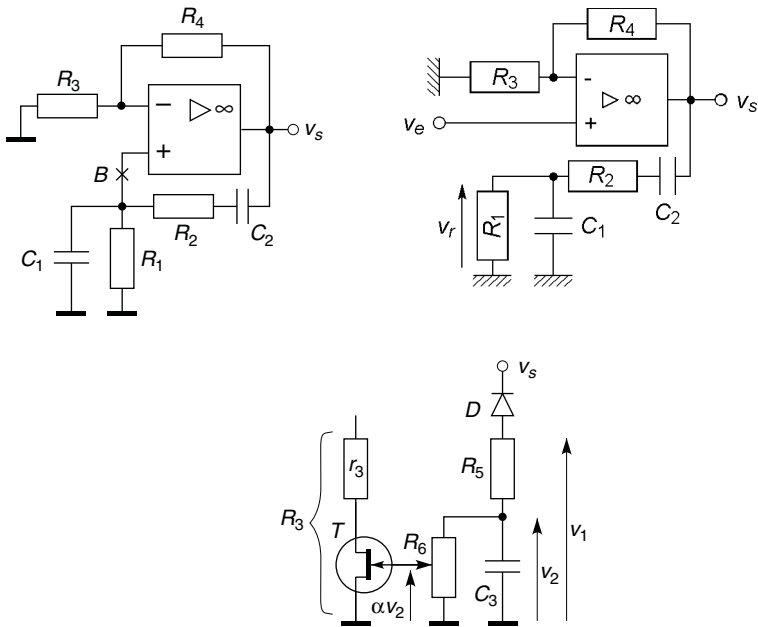 R4
R3
− ▷ ∞
+
vs
B
R2
C2
C1
R1
R4
R3
- ▷ ∞
+
ve
vs
R2
C2
vr
R1
C1
vs
D
r3
R5
R3
T
R6
v1
v2
C3
αv2